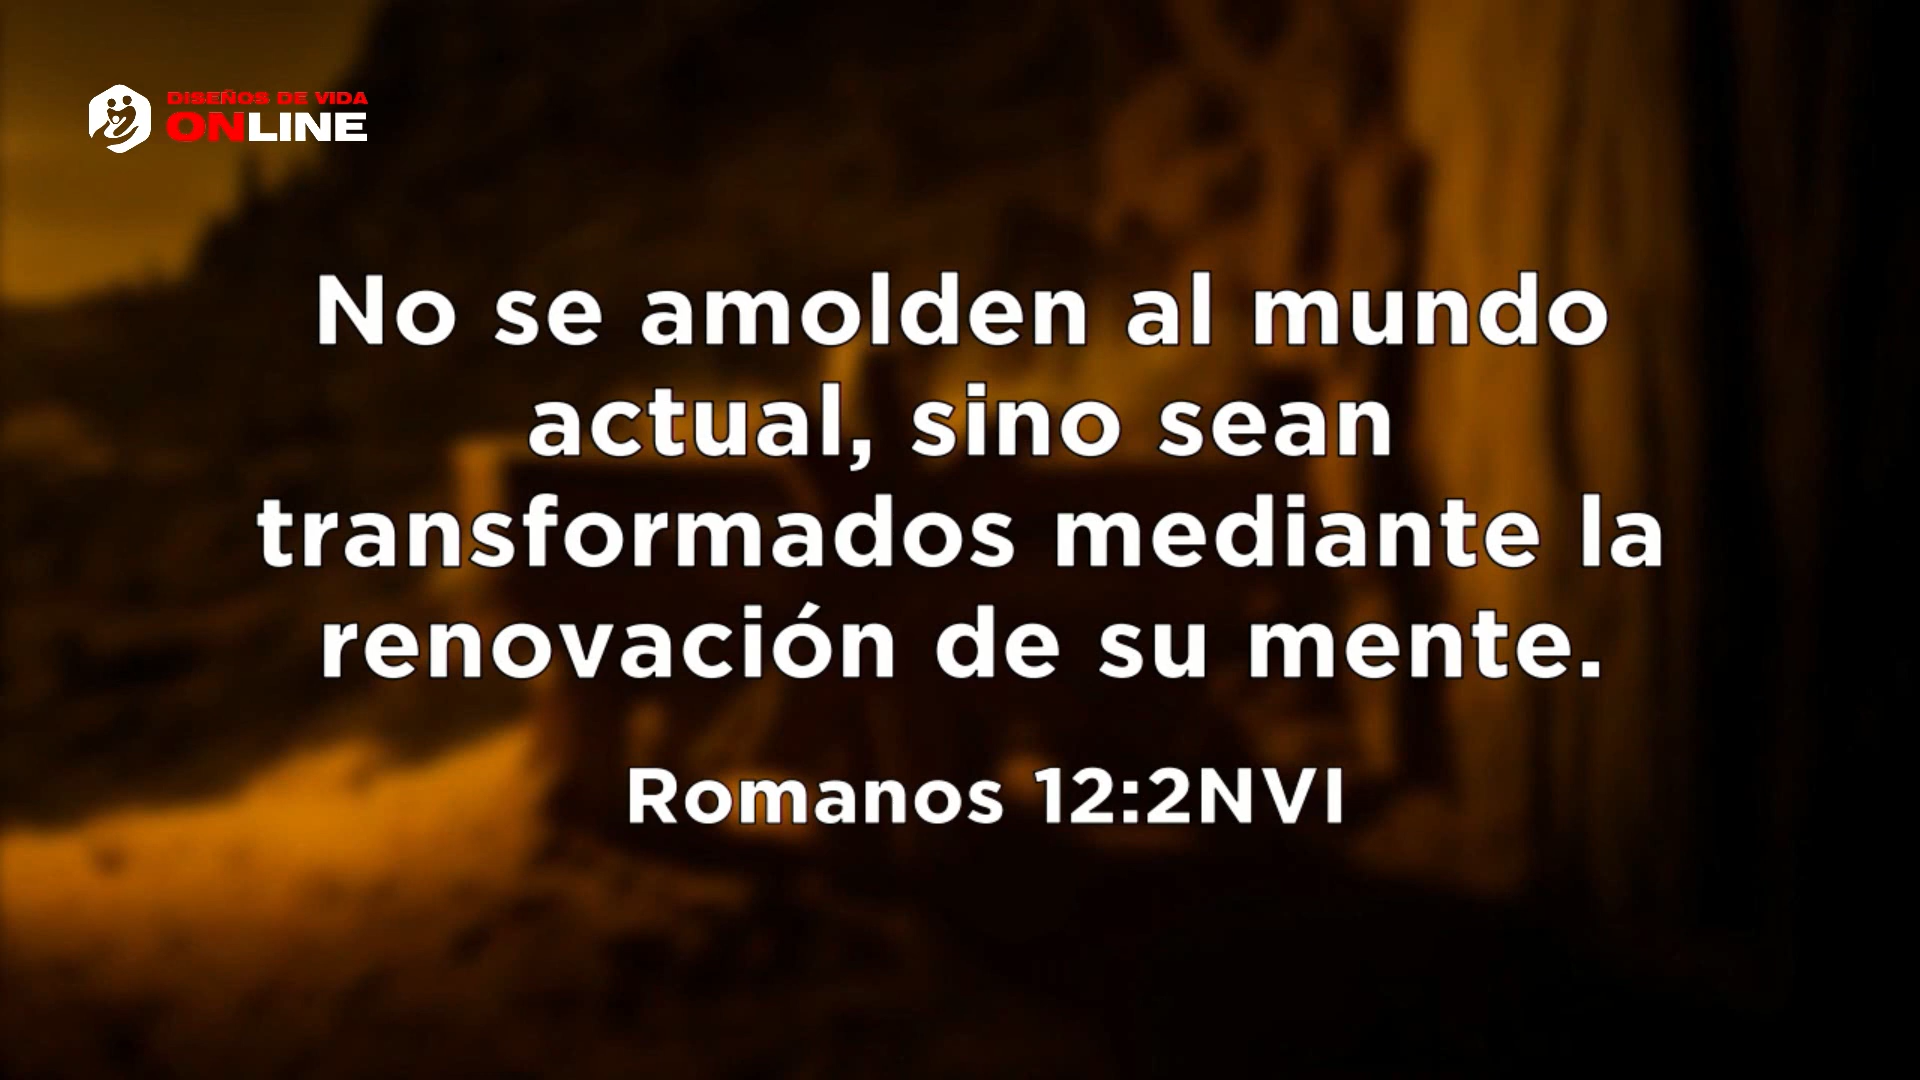 DISEÑOS DE VIDA
ONLINE
No se amolden al mundo
actual, sino sean
transformados mediante la
renovación de su mente.
Romanos 12:2NVI